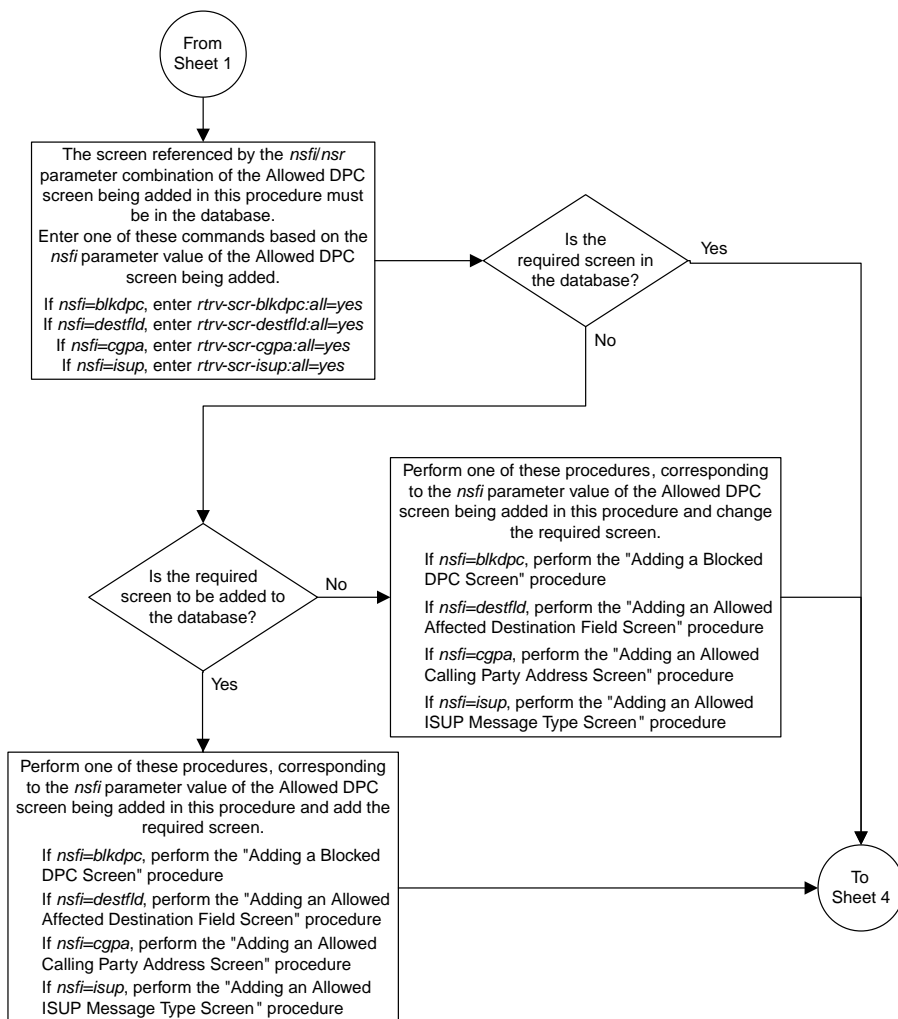 From
Sheet 1
The screen referenced by the nsfi/nsr
parameter combination of the Allowed DPC
screen being added in this procedure must
be in the database.
Enter one of these commands based on the
nsfi parameter value of the Allowed DPC
screen being added.
If nsfi=blkdpc, enter rtrv-scr-blkdpc:all=yes
If nsfi=destfld, enter rtrv-scr-destfld:all=yes
If nsfi=cgpa, enter rtrv-scr-cgpa:all=yes
If nsfi=isup, enter rtrv-scr-isup:all=yes
Is the
required screen in
the database?
Yes
No
Is the required
screen to be added to
the database?
No
Yes
Perform one of these procedures, corresponding
to the nsfi parameter value of the Allowed DPC
screen being added in this procedure and change
the required screen.
If nsfi=blkdpc, perform the "Adding a Blocked
DPC Screen" procedure
If nsfi=destfld, perform the "Adding an Allowed
Affected Destination Field Screen" procedure
If nsfi=cgpa, perform the "Adding an Allowed
Calling Party Address Screen" procedure
If nsfi=isup, perform the "Adding an Allowed
ISUP Message Type Screen" procedure
Perform one of these procedures, corresponding
to the nsfi parameter value of the Allowed DPC
screen being added in this procedure and add the
required screen.
If nsfi=blkdpc, perform the "Adding a Blocked
DPC Screen" procedure
If nsfi=destfld, perform the "Adding an Allowed
Affected Destination Field Screen" procedure
If nsfi=cgpa, perform the "Adding an Allowed
Calling Party Address Screen" procedure
If nsfi=isup, perform the "Adding an Allowed
ISUP Message Type Screen" procedure
To
Sheet 4